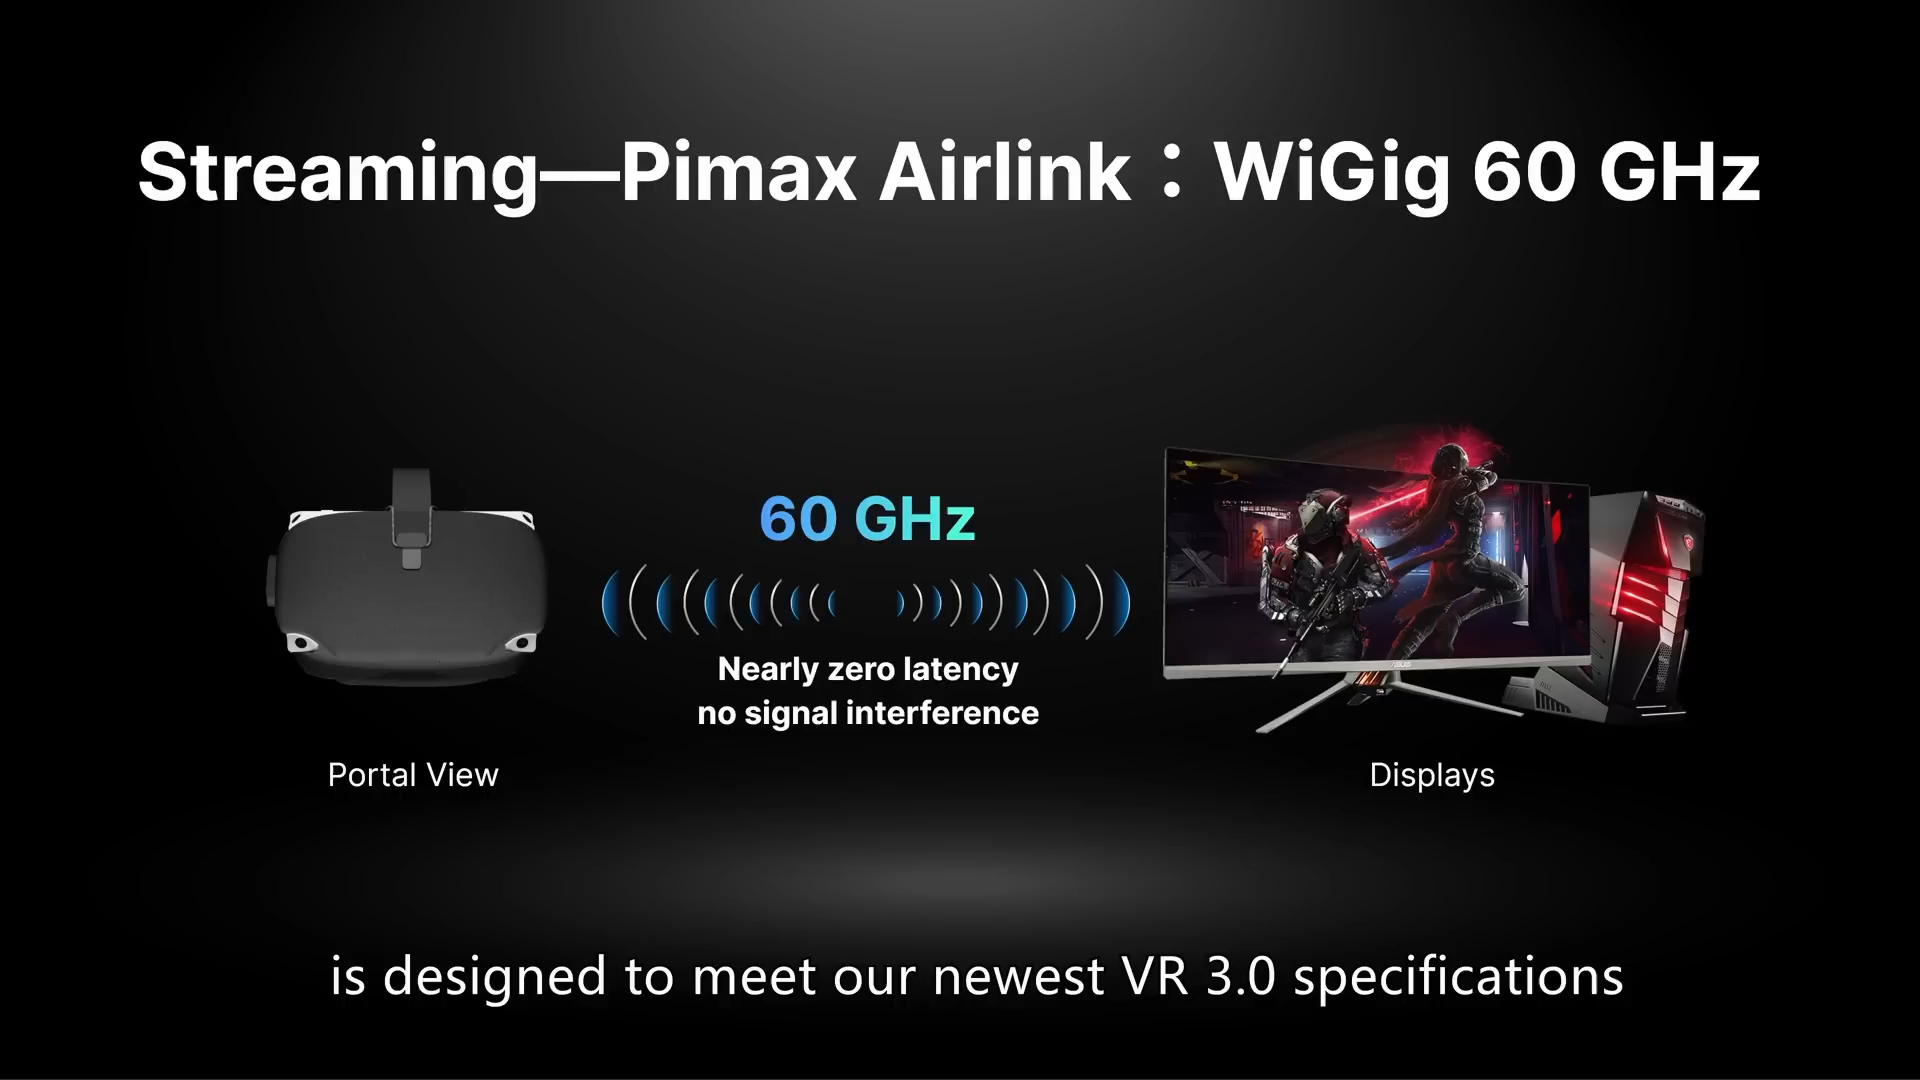 Streaming—Pimax Airlink：WiGig 60 GHz
60 GHz
Nearly zero latency
no signal interference
Portal View
ASUS
Displays
is designed to meet our newest VR 3.0 specifications